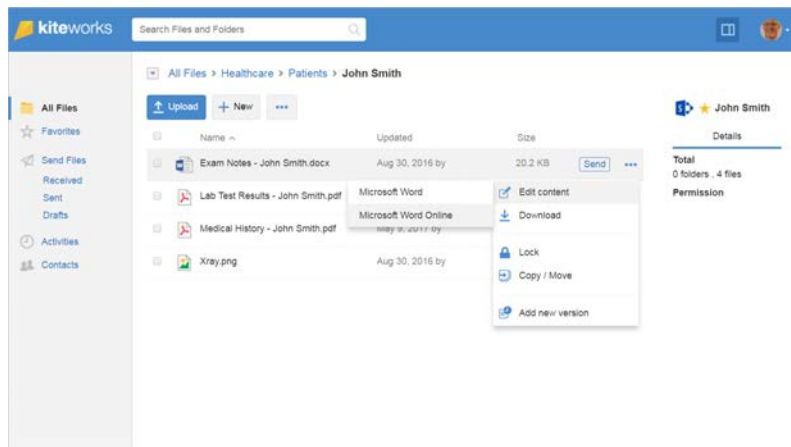 kiteworks
Search Files and Folders
All Files > Healthcare > Patients > John Smith
All Files
Favorites
Send Files
Received
Sent
Drafts
Activities
Contacts
Upload
New
Name
Updated
Size
Exam Notes - John Smith.docx
Aug 30, 2016 by
20.2 KB
Send
Lab Test Results - John Smith.pdf
Medical History - John Smith.pdf
May 9, 2017 by
Xray.png
Aug 30, 2016 by
Microsoft Word
Microsoft Word Online
Edit content
Download
Lock
Copy / Move
Add new version
John Smith
Details
Total
0 folders , 4 files
Permission